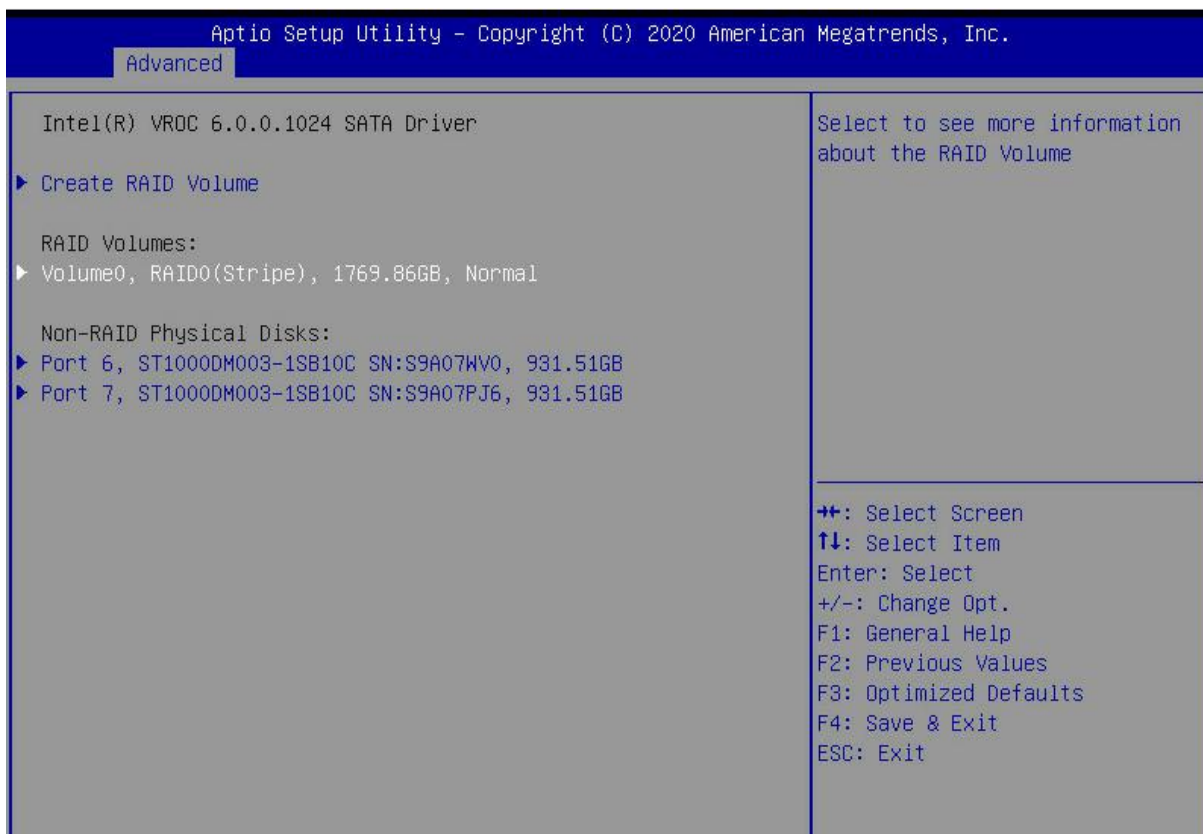 Aptio Setup Utility – Copyright (C) 2020 American Megatrends, Inc.
Advanced
Intel(R) VROC 6.0.0.1024 SATA Driver
Create RAID Volume
RAID Volumes:
Volume0, RAID0(Stripe), 1769.86GB, Normal
Non-RAID Physical Disks:
Port 6, ST1000DM003-1SB10C SN:S9A07WV0, 931.51GB
Port 7, ST1000DM003-1SB10C SN:S9A07PJ6, 931.51GB
Select to see more information
about the RAID Volume
→←: Select Screen
↑↓: Select Item
Enter: Select
+/-: Change Opt.
F1: General Help
F2: Previous Values
F3: Optimized Defaults
F4: Save & Exit
ESC: Exit